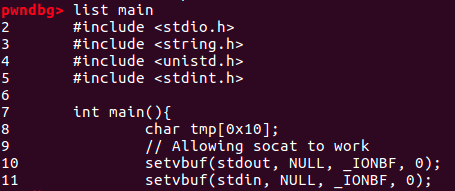 pwndbg> list main
2 #include <stdio.h>
3 #include <string.h>
4 #include <unistd.h>
5 #include <stdint.h>
6
7 int main(){
8 char tmp[0x10];
9 // Allowing socat to work
10 setvbuf(stdout, NULL, _IONBF, 0);
11 setvbuf(stdin, NULL, _IONBF, 0);